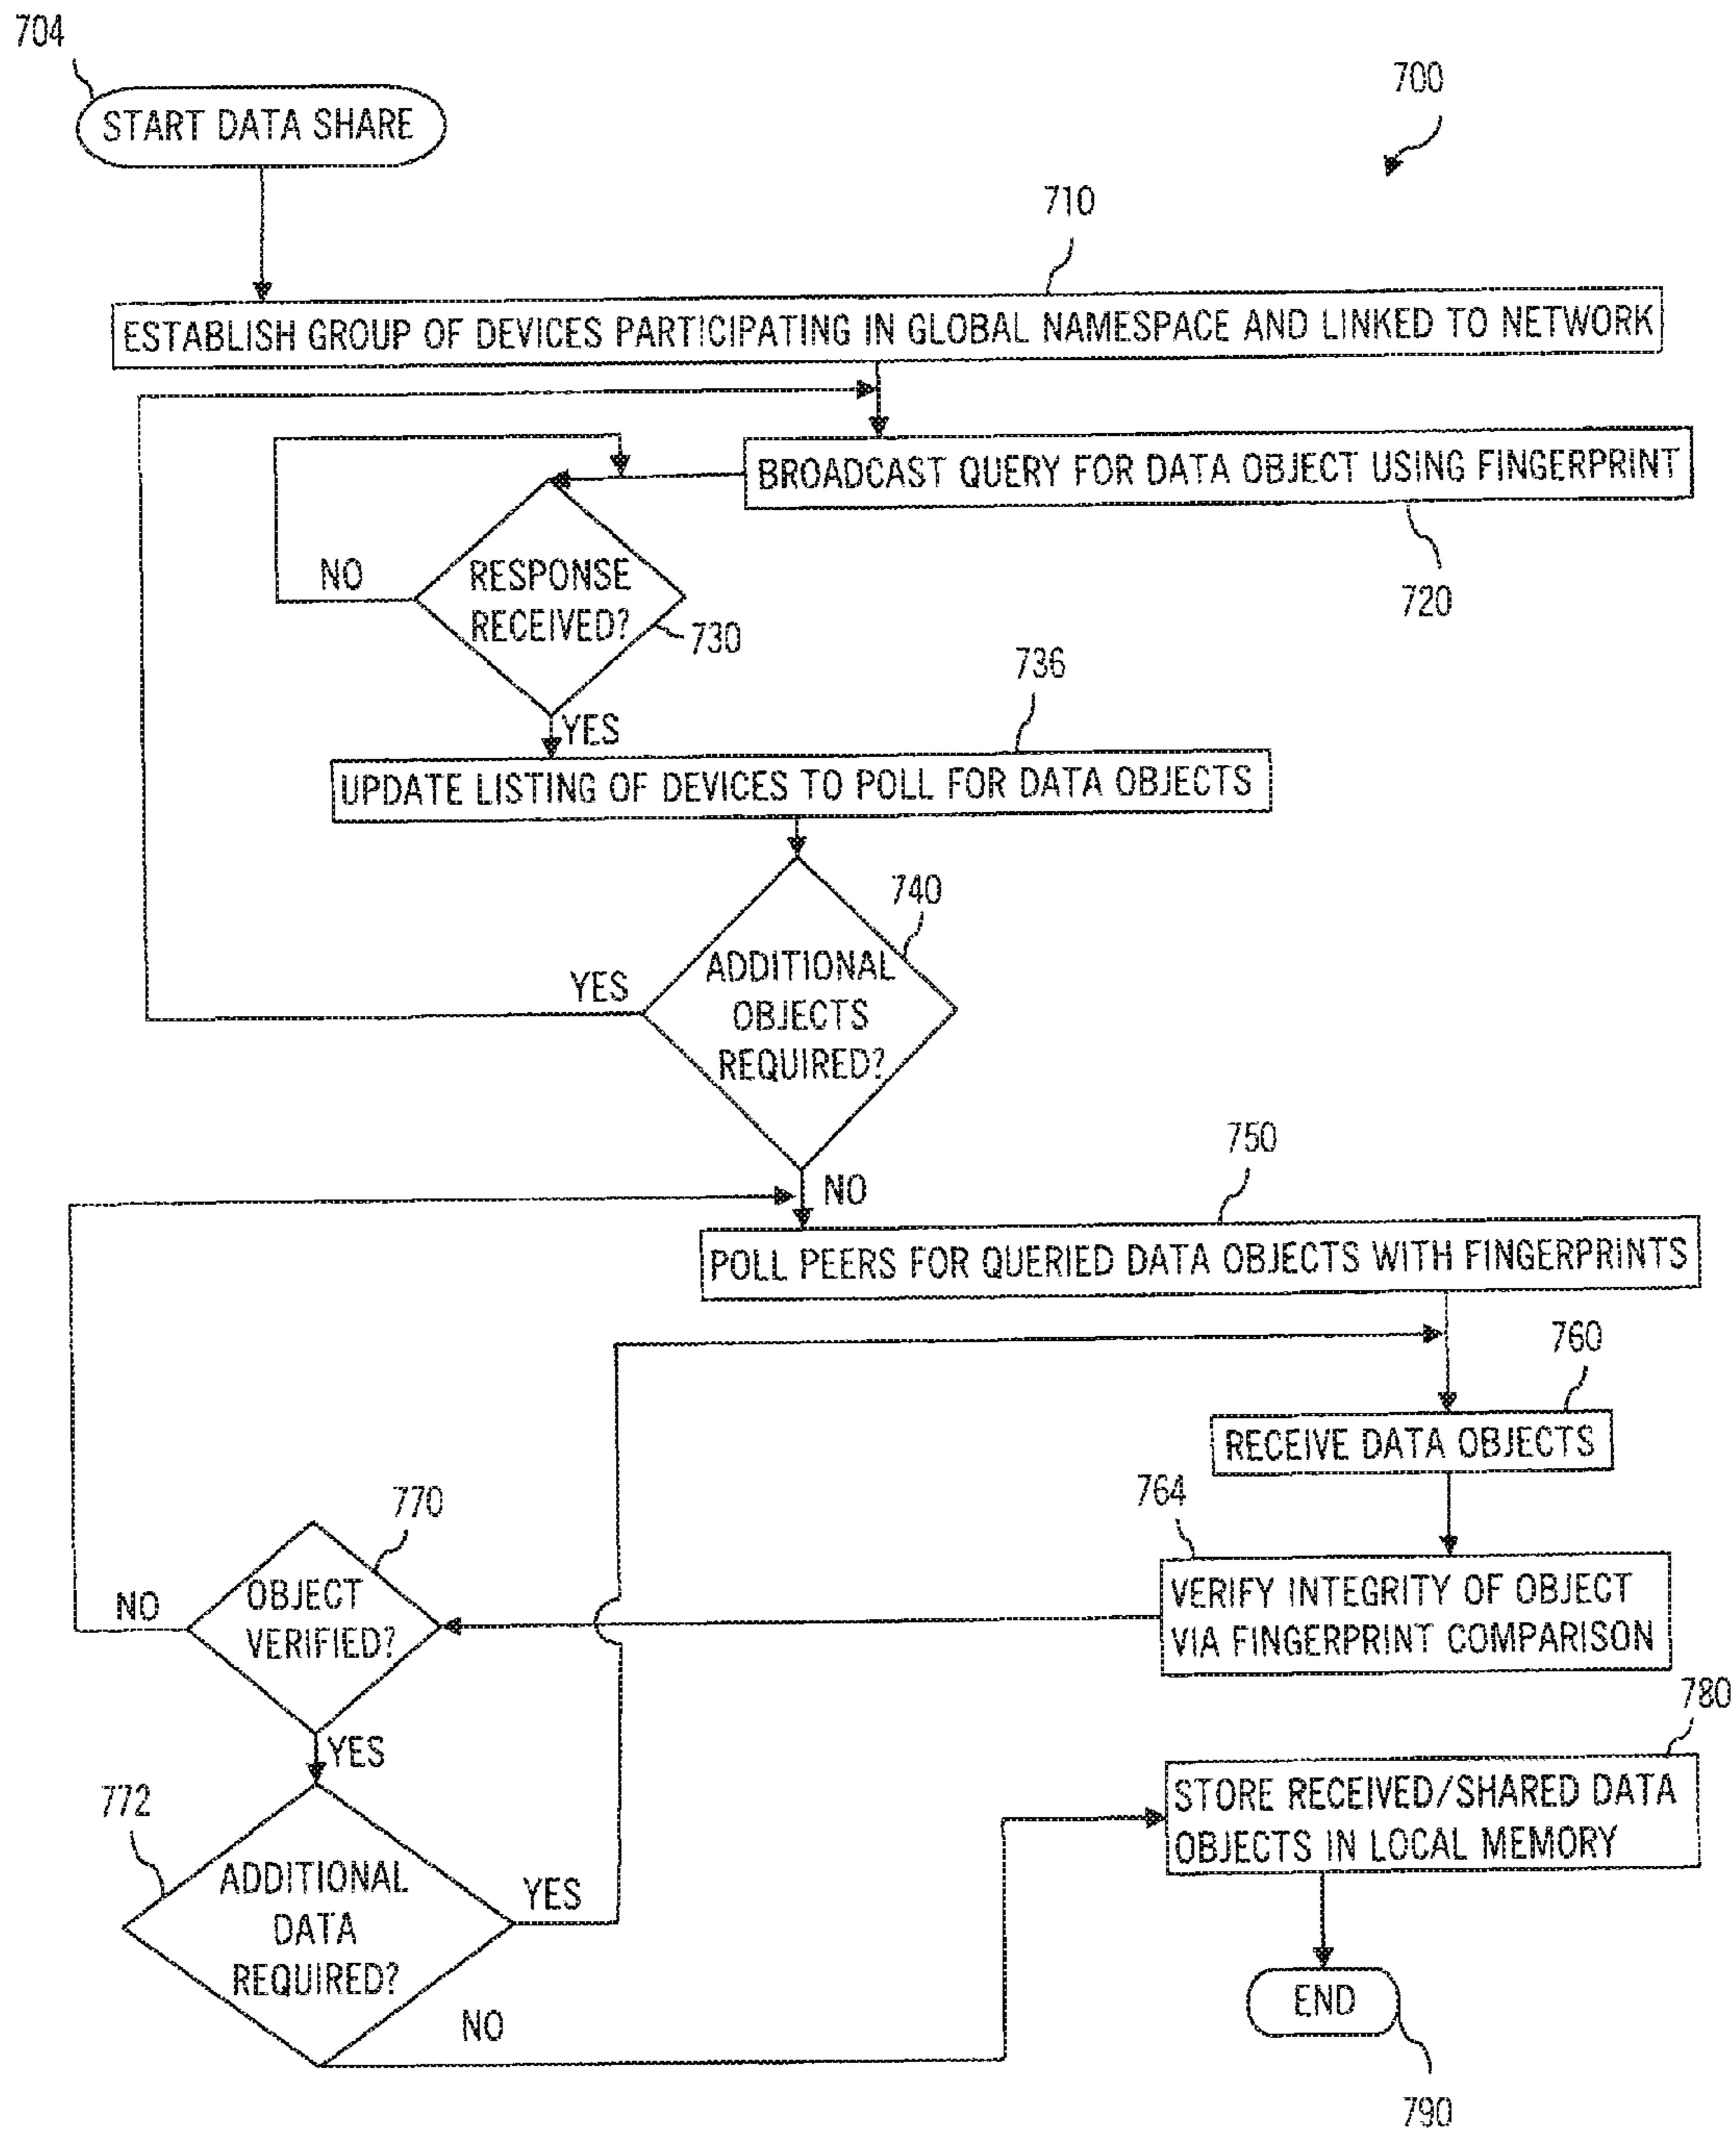 704
START DATA SHARE
700
710
ESTABLISH GROUP OF DEVICES PARTICIPATING IN GLOBAL NAMESPACE AND LINKED TO NETWORK
BROADCAST QUERY FOR DATA OBJECT USING FINGERPRINT
720
NO
RESPONSE
RECEIVED?
730
736
YES
UPDATE LISTING OF DEVICES TO POLL FOR DATA OBJECTS
740
YES
ADDITIONAL
OBJECTS
REQUIRED?
750
NO
POLL PEERS FOR QUERIED DATA OBJECTS WITH FINGERPRINTS
760
RECEIVE DATA OBJECTS
764
VERIFY INTEGRITY OF OBJECT
VIA FINGERPRINT COMPARISON
770
NO
OBJECT
VERIFIED?
YES
772
ADDITIONAL
DATA
REQUIRED?
YES
NO
780
STORE RECEIVED/SHARED DATA
OBJECTS IN LOCAL MEMORY
END
790